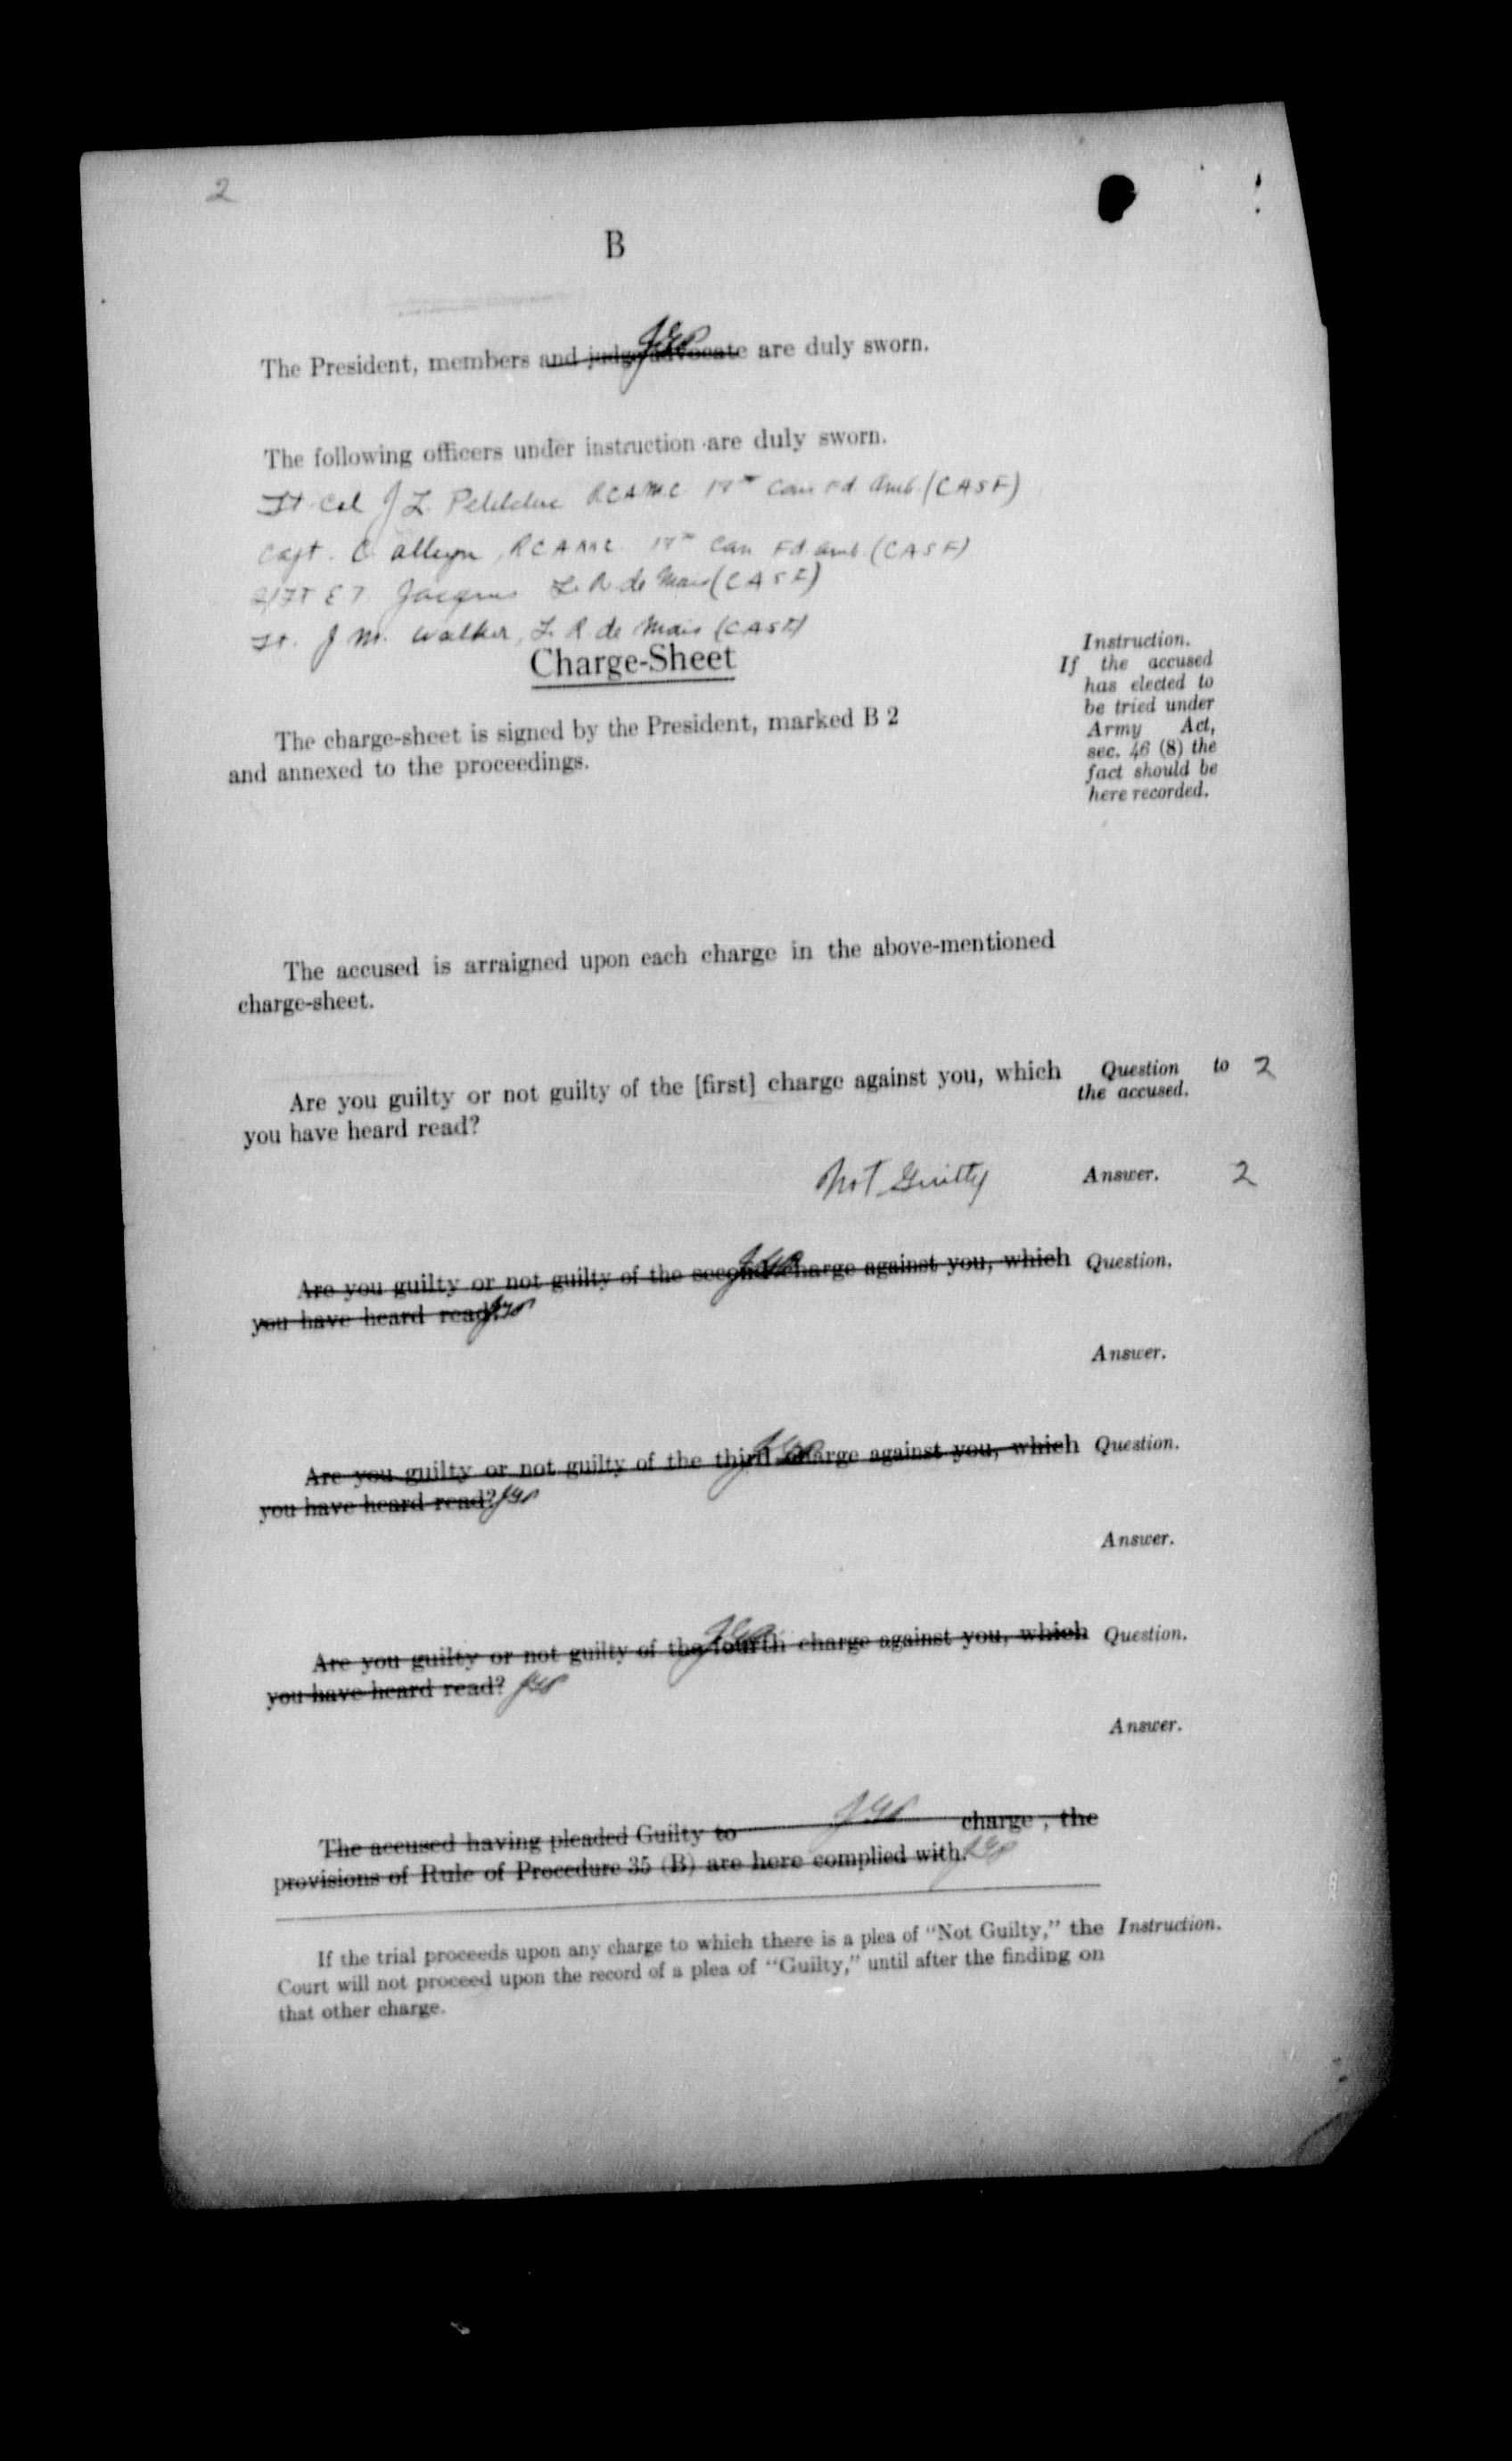 2
B
The President, members and judge advocate are duly sworn.
The following officers under instruction are duly sworn.
Lt Col J L RCAMC Can Fd Amb. (CASF)
Capt. C. Alleyn, RCAMC Can Fd Amb. (CASF)
2/Lt E T. Jacques L. R de Mais (CASF)
Lt. J M. Walker, L. R de Mais (CASF)
Charge-Sheet
Instruction.
If the accused
has elected to
be tried under
Army Act,
sec. 46 (8) the
fact should be
here recorded.
The charge-sheet is signed by the President, marked B 2
and annexed to the proceedings.
The accused is arraigned upon each charge in the above-mentioned
charge-sheet.
Are you guilty or not guilty of the [first] charge against you, which Question to 2
you have heard read? the accused.
Not Guilty Answer. 2
Are you guilty or not guilty of the second charge against you, which Question.
you have heard read?
Answer.
Are you guilty or not guilty of the third charge against you, which Question.
you have heard read?
Answer.
Are you guilty or not guilty of the fourth charge against you, which Question.
you have heard read?
Answer.
The accused having pleaded Guilty to charge , the
provisions of Rule of Procedure 35 (B) are here complied with.
If the trial proceeds upon any charge to which there is a plea of "Not Guilty," the Instruction.
Court will not proceed upon the record of a plea of "Guilty," until after the finding on
that other charge.